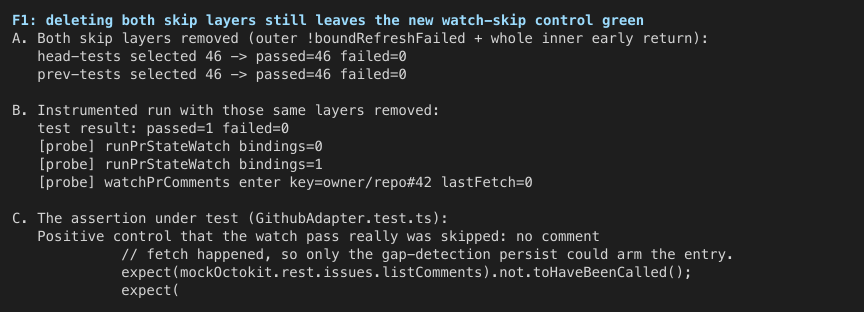 F1: deleting both skip layers still leaves the new watch-skip control green
A. Both skip layers removed (outer !boundRefreshFailed + whole inner early return):
head-tests selected 46 -> passed=46 failed=0
prev-tests selected 46 -> passed=46 failed=0
B. Instrumented run with those same layers removed:
test result: passed=1 failed=0
[probe] runPrStateWatch bindings=0
[probe] runPrStateWatch bindings=1
[probe] watchPrComments enter key=owner/repo#42 lastFetch=0
C. The assertion under test (GithubAdapter.test.ts):
Positive control that the watch pass really was skipped: no comment
// fetch happened, so only the gap-detection persist could arm the entry.
expect(mockOctokit.rest.issues.listComments).not.toHaveBeenCalled();
expect(